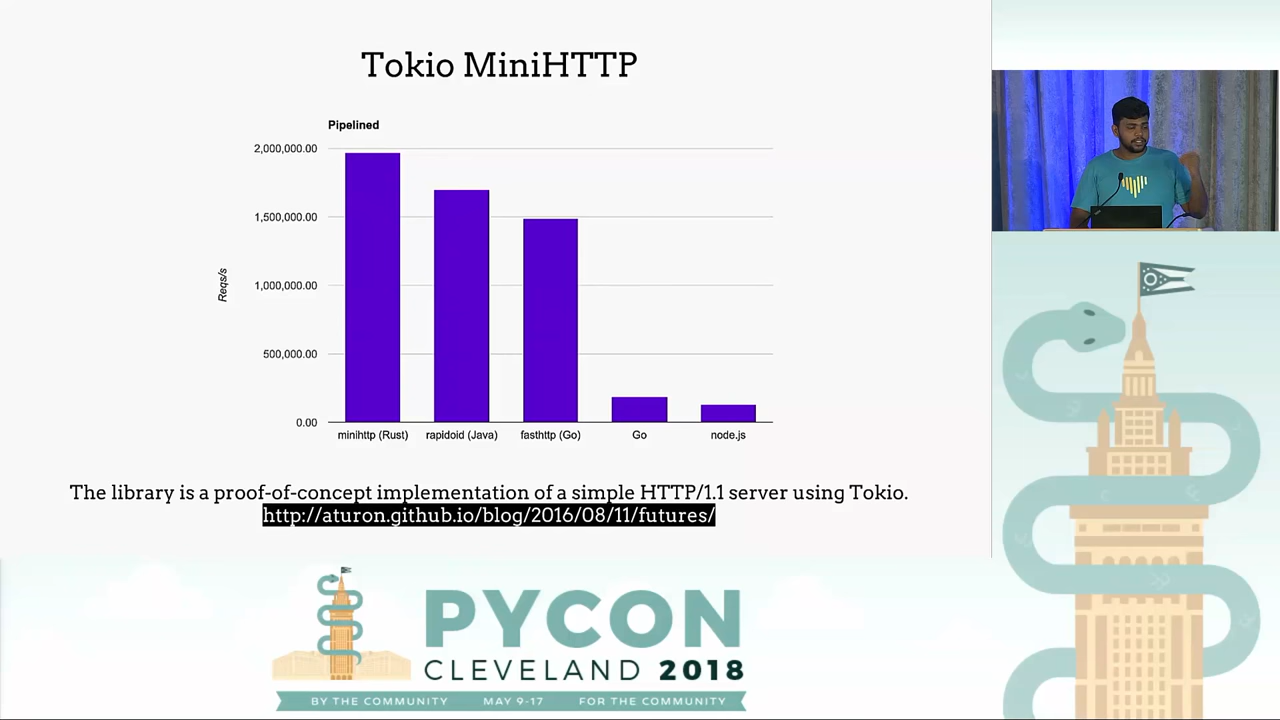 Tokio MiniHTTP
Pipelined
2,000,000.00
1,500,000.00
1,000,000.00
500,000.00
0.00
Reqs/s
minihttp (Rust) rapidoid (Java) fasthttp (Go) Go node.js
The library is a proof-of-concept implementation of a simple HTTP/1.1 server using Tokio.
http://aturon.github.io/blog/2016/08/11/futures/
PYCON
CLEVELAND 2018
BY THE COMMUNITY MAY 9-17 FOR THE COMMUNITY